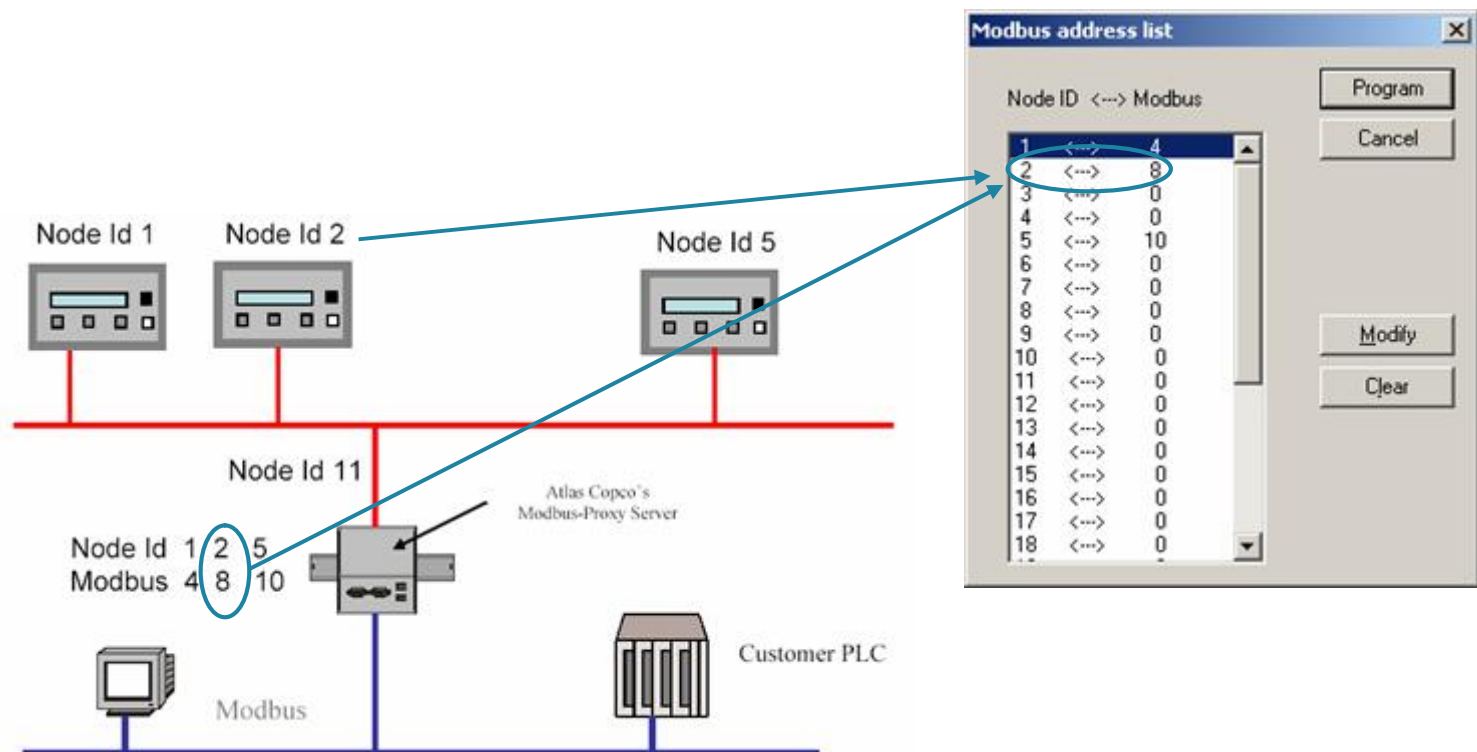 Node Id 1
Node Id 2
Node Id 5
Node Id 11
Atlas Copco`s
Modbus-Proxy Server
Node Id 1 2 5
Modbus 4 8 10
Customer PLC
Modbus
Modbus address list
Node ID <---> Modbus
1 <---> 4
2 <---> 8
3 <---> 0
4 <---> 0
5 <---> 10
6 <---> 0
7 <---> 0
8 <---> 0
9 <---> 0
10 <---> 0
11 <---> 0
12 <---> 0
13 <---> 0
14 <---> 0
15 <---> 0
16 <---> 0
17 <---> 0
18 <---> 0
Program
Cancel
Modify
Clear